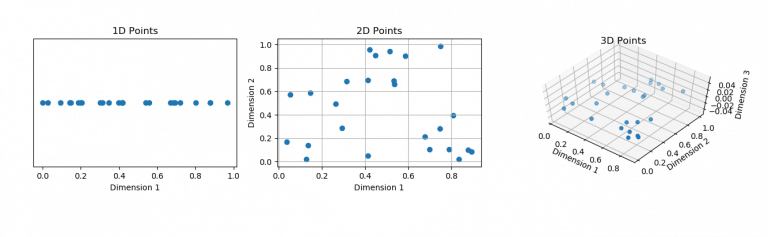 1D Points
0.0 0.2 0.4 0.6 0.8 1.0
Dimension 1
2D Points
1.0
0.8
0.6
0.4
0.2
0.0
Dimension 2
0.0 0.2 0.4 0.6 0.8
Dimension 1
3D Points
0.0 0.2 0.4 0.6 0.8
Dimension 1
0.0 0.2 0.4 0.6 0.8 1.0
Dimension 2
0.04
0.02
0.00
−0.02
−0.04
Dimension 3